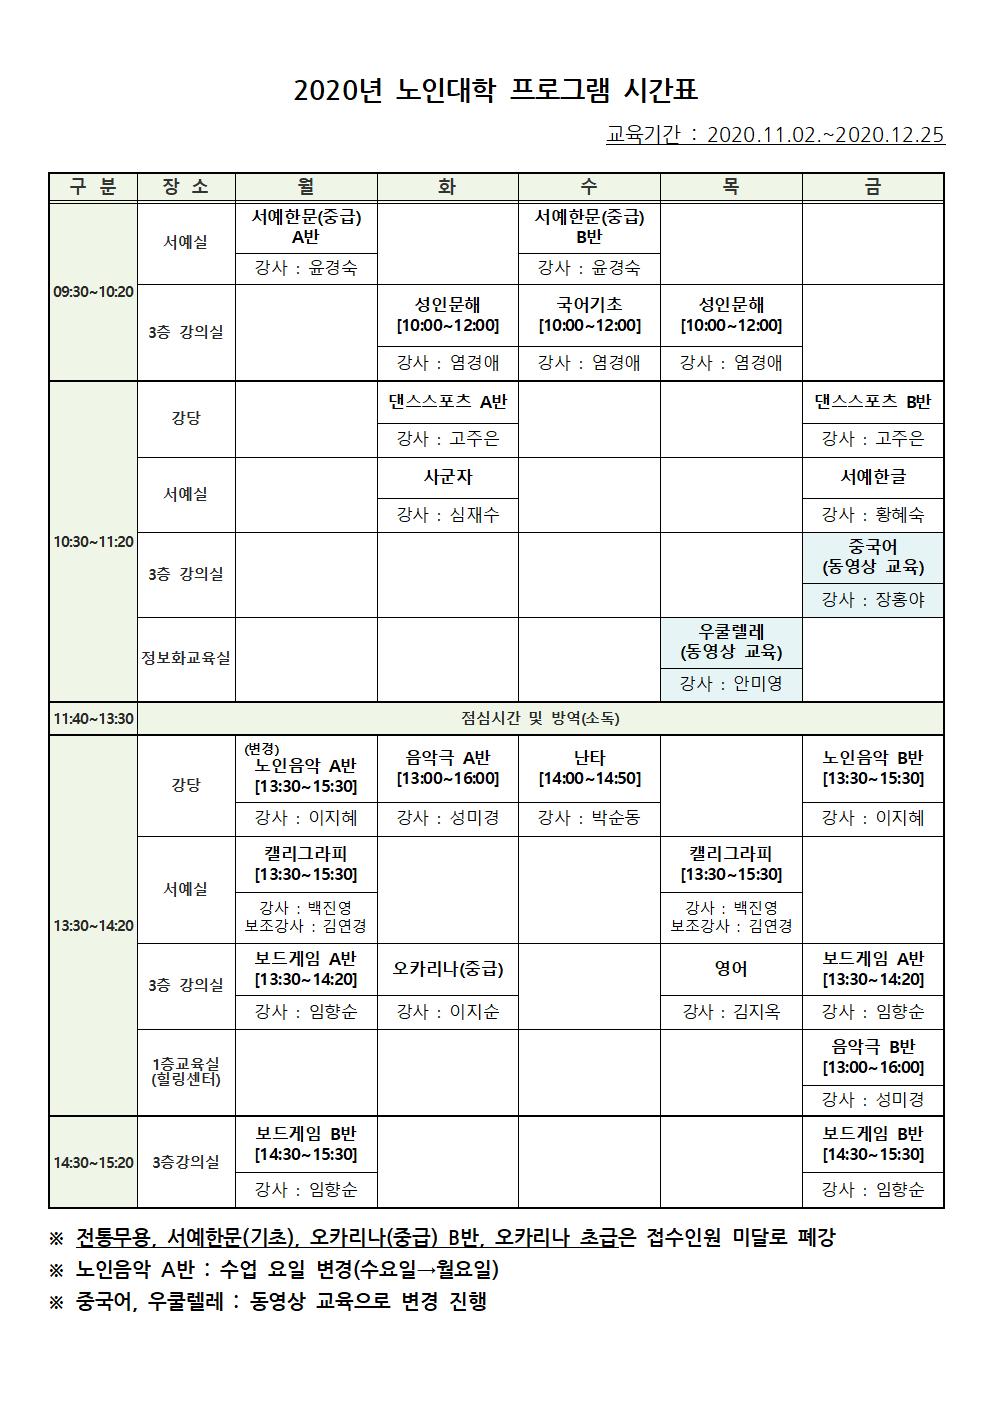 2020년 노인대학 프로그램 시간표
교육기간 : 2020.11.02.~2020.12.25
구 분 장 소 월 화 수 목 금
09:30~10:20
서예실
서예한문(중급)
A반
강사 : 윤경숙
서예한문(중급)
B반
강사 : 윤경숙
3층 강의실
성인문해
[10:00~12:00]
강사 : 염경애
국어기초
[10:00~12:00]
강사 : 염경애
성인문해
[10:00~12:00]
강사 : 염경애
10:30~11:20
강당
댄스스포츠 A반
강사 : 고주은
댄스스포츠 B반
강사 : 고주은
서예실
사군자
강사 : 심재수
서예한글
강사 : 황혜숙
3층 강의실
중국어
(동영상 교육)
강사 : 장홍야
정보화교육실
우쿨렐레
(동영상 교육)
강사 : 안미영
11:40~13:30
점심시간 및 방역(소독)
13:30~14:20
강당
(변경)
노인음악 A반
[13:30~15:30]
강사 : 이지혜
음악극 A반
[13:00~16:00]
강사 : 성미경
난타
[14:00~14:50]
강사 : 박순동
노인음악 B반
[13:30~15:30]
강사 : 이지혜
서예실
캘리그라피
[13:30~15:30]
강사 : 백진영
보조강사 : 김연경
캘리그라피
[13:30~15:30]
강사 : 백진영
보조강사 : 김연경
3층 강의실
보드게임 A반
[13:30~14:20]
강사 : 임향순
오카리나(중급)
강사 : 이지순
영어
강사 : 김지옥
보드게임 A반
[13:30~14:20]
강사 : 임향순
1층교육실
(힐링센터)
음악극 B반
[13:00~16:00]
강사 : 성미경
14:30~15:20
3층강의실
보드게임 B반
[14:30~15:30]
강사 : 임향순
보드게임 B반
[14:30~15:30]
강사 : 임향순
※ 전통무용, 서예한문(기초), 오카리나(중급) B반, 오카리나 초급은 접수인원 미달로 폐강
※ 노인음악 A반 : 수업 요일 변경(수요일→월요일)
※ 중국어, 우쿨렐레 : 동영상 교육으로 변경 진행